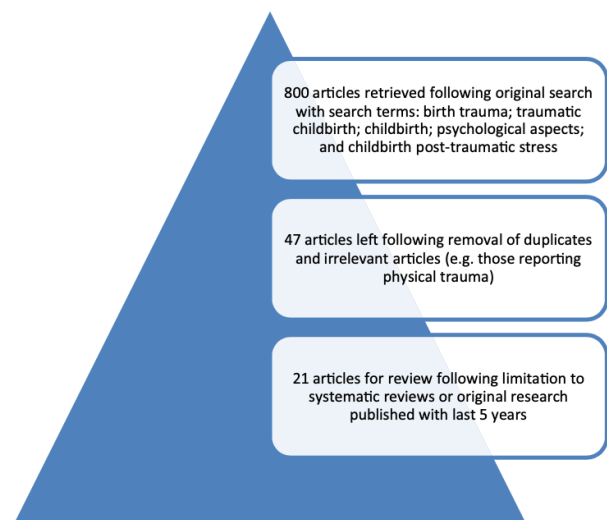 800 articles retrieved following original search
with search terms: birth trauma; traumatic
childbirth; childbirth; psychological aspects;
and childbirth post-traumatic stress
47 articles left following removal of duplicates
and irrelevant articles (e.g. those reporting
physical trauma)
21 articles for review following limitation to
systematic reviews or original research
published with last 5 years